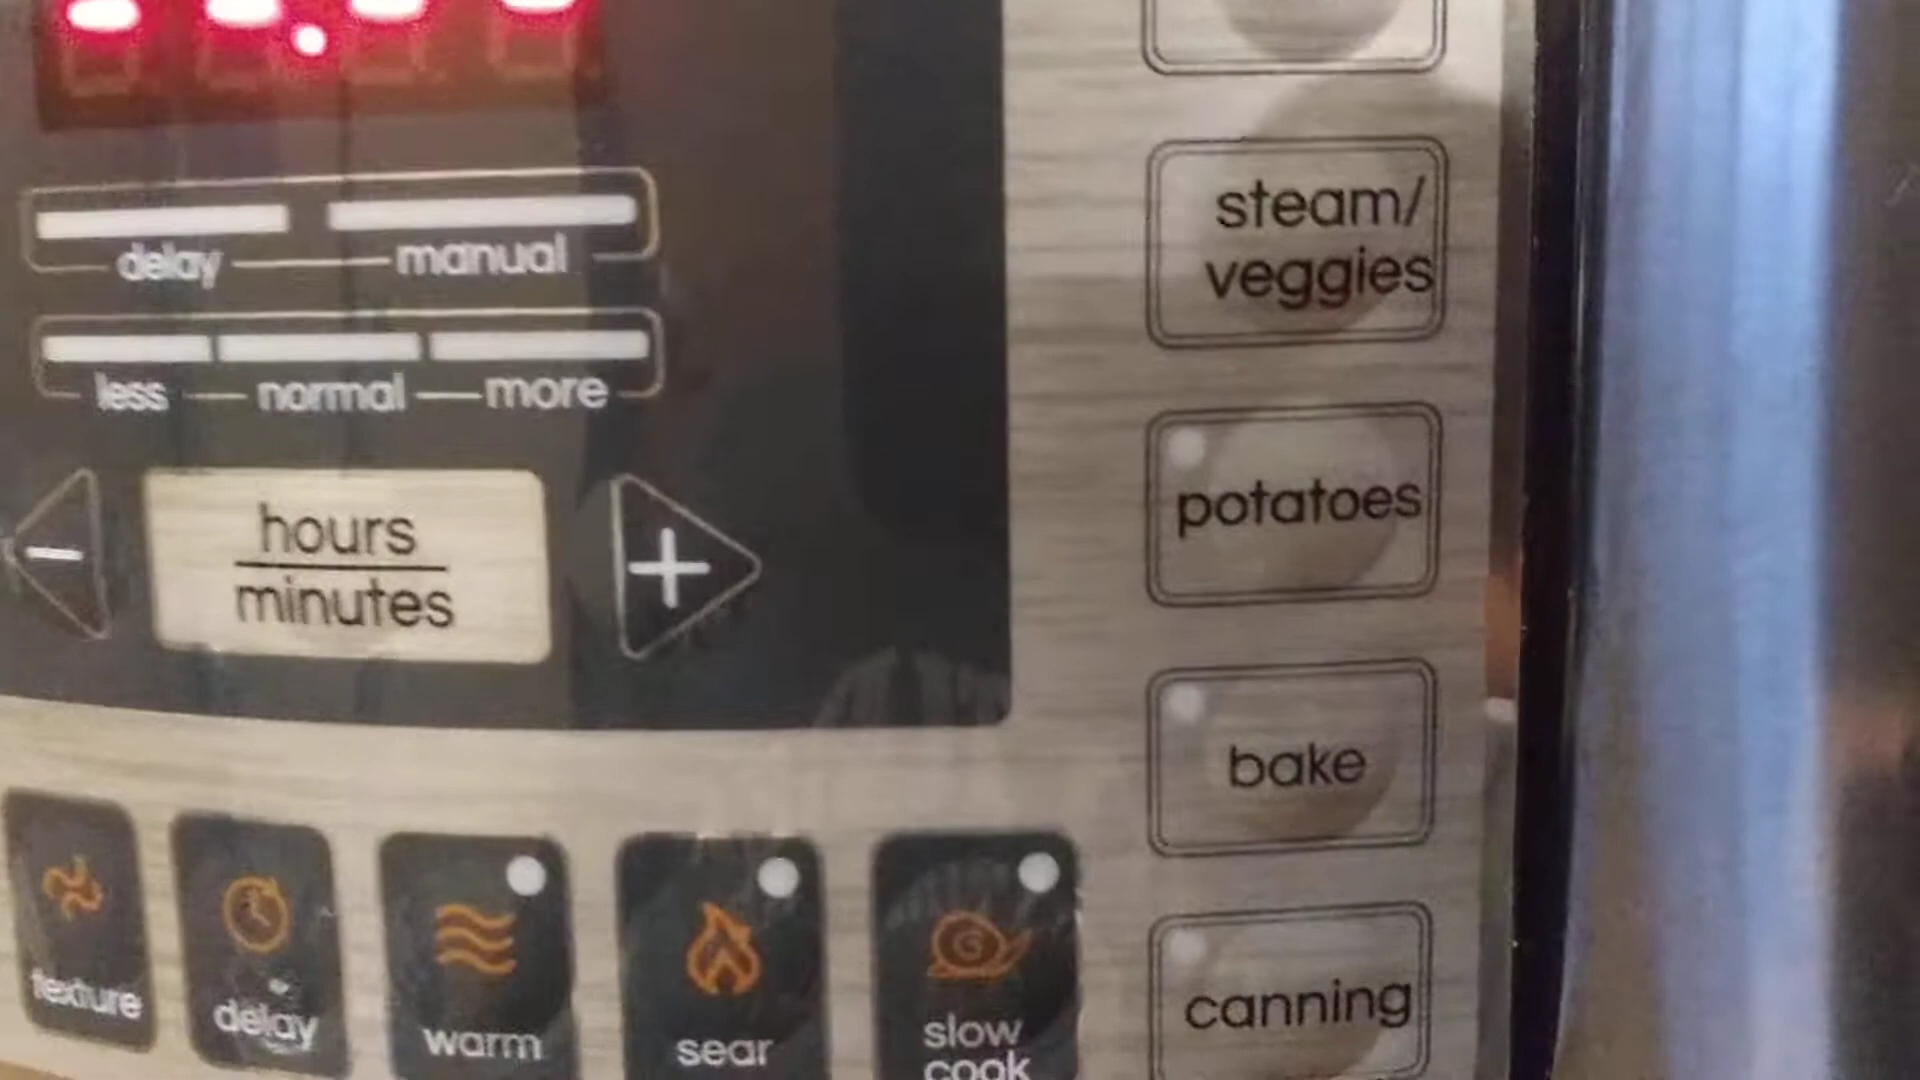 delay manual
less normal more
-
hours
minutes
+
texture
delay
warm
sear
slow
cook
steam/
veggies
potatoes
bake
canning